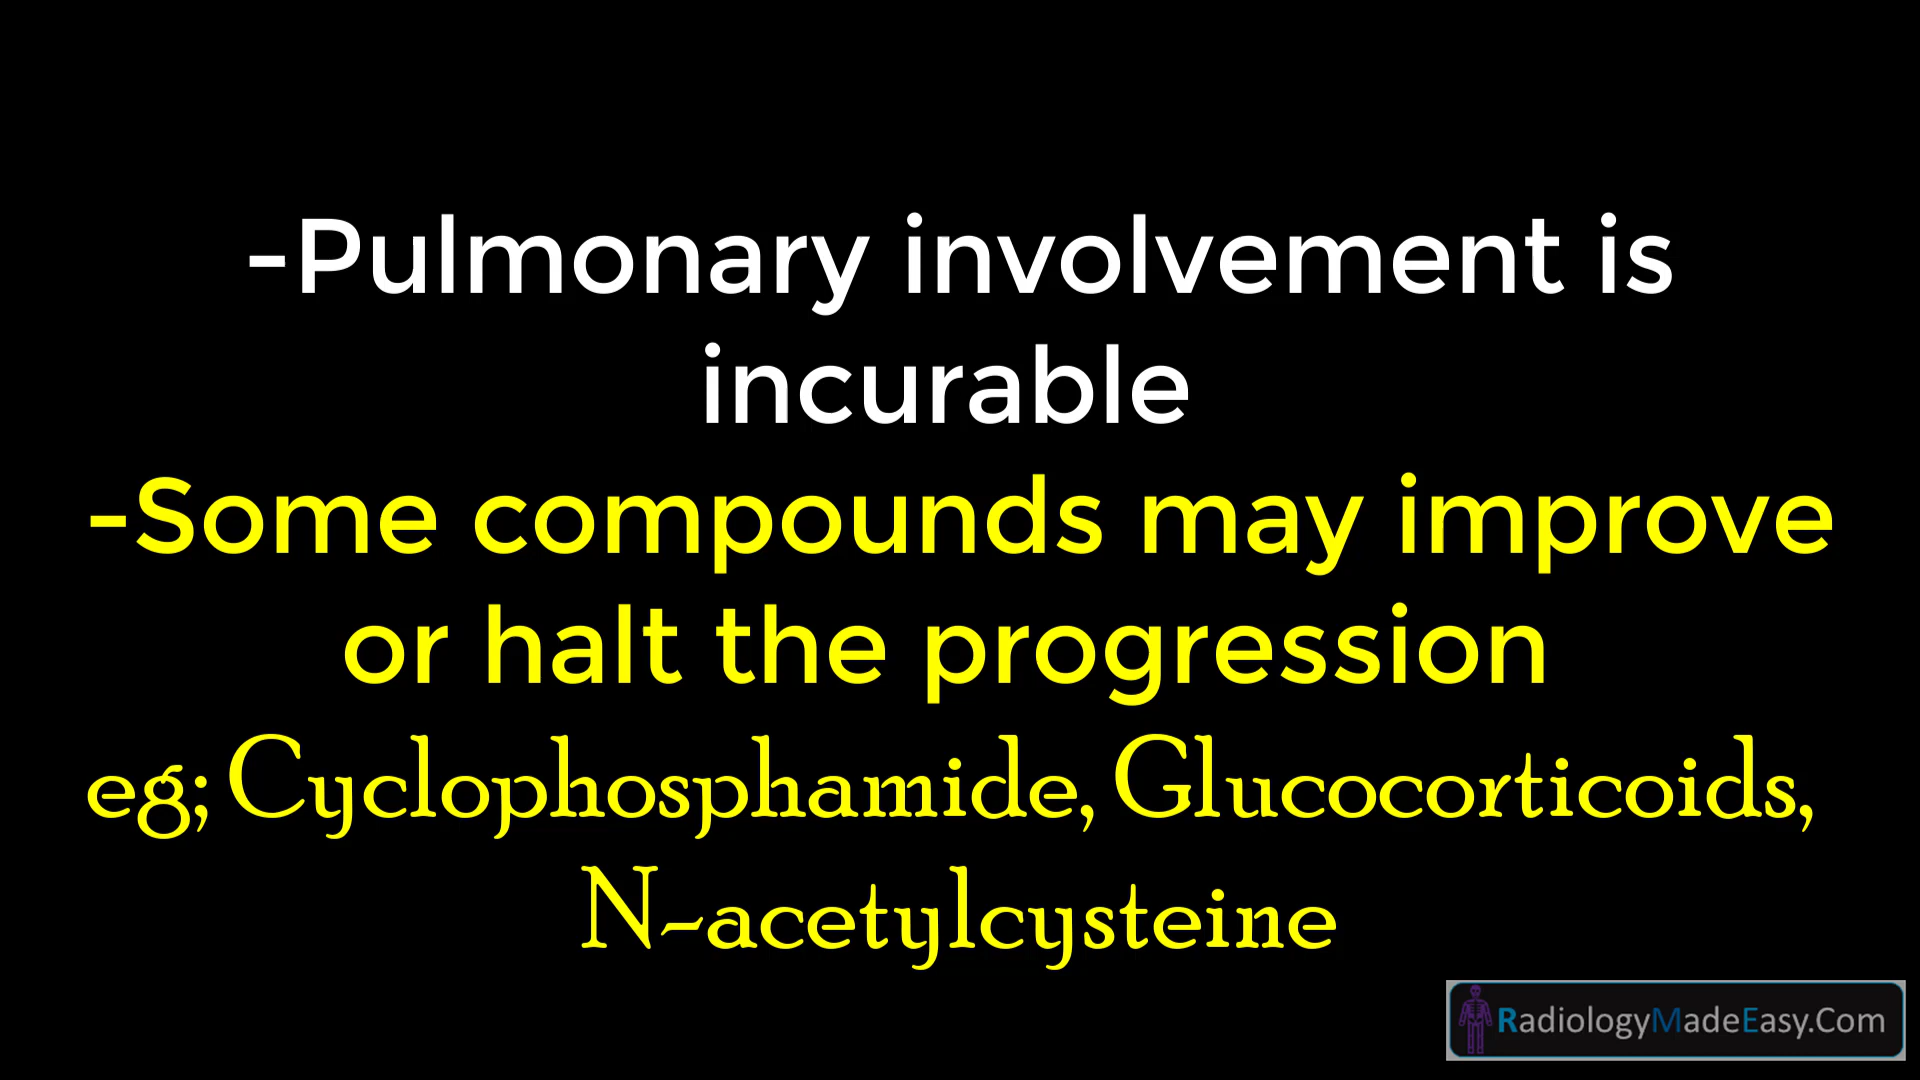 -Pulmonary involvement is
incurable
-Some compounds may improve
or halt the progression
eg; Cyclophosphamide, Glucocorticoids,
N-acetylcysteine
RadiologyMadeEasy.Com